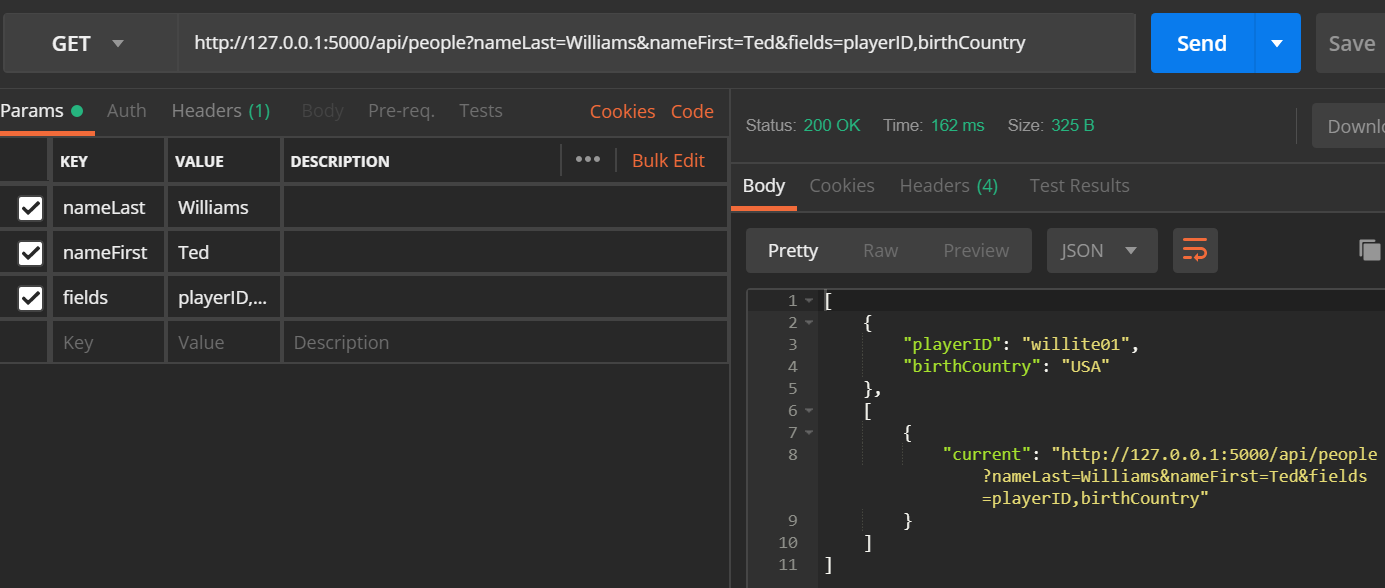 GET
http://127.0.0.1:5000/api/people?nameLast=Williams&nameFirst=Ted&fields=playerID,birthCountry
Send
Save
Params
Auth
Headers (1)
Body
Pre-req.
Tests
Cookies
Code
KEY
VALUE
DESCRIPTION
Bulk Edit
nameLast
Williams
nameFirst
Ted
fields
playerID,...
Key
Value
Description
Status: 200 OK
Time: 162 ms
Size: 325 B
Downlo
Body
Cookies
Headers (4)
Test Results
Pretty
Raw
Preview
JSON
1 [
2 {
3 "playerID": "willite01",
4 "birthCountry": "USA"
5 },
6 [
7 {
8 "current": "http://127.0.0.1:5000/api/people
?nameLast=Williams&nameFirst=Ted&fields
=playerID,birthCountry"
9 }
10 ]
11 ]